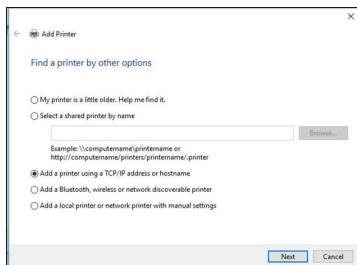 Add Printer
Find a printer by other options
My printer is a little older. Help me find it.
Select a shared printer by name
Browse...
Example: \\computername\printername or
http://computername/printers/printername/.printer
Add a printer using a TCP/IP address or hostname
Add a Bluetooth, wireless or network discoverable printer
Add a local printer or network printer with manual settings
Next Cancel